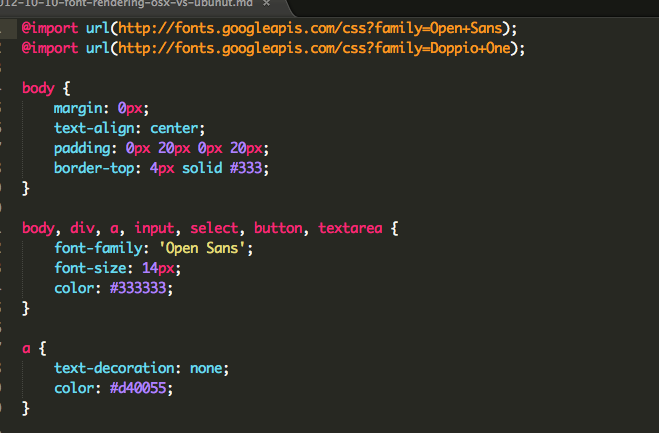 012-10-10-font-rendering-osx-vs-ubunut.md ×
@import url(http://fonts.googleapis.com/css?family=Open+Sans);
@import url(http://fonts.googleapis.com/css?family=Doppio+One);
body {
margin: 0px;
text-align: center;
padding: 0px 20px 0px 20px;
border-top: 4px solid #333;
}
body, div, a, input, select, button, textarea {
font-family: 'Open Sans';
font-size: 14px;
color: #333333;
}
a {
text-decoration: none;
color: #d40055;
}